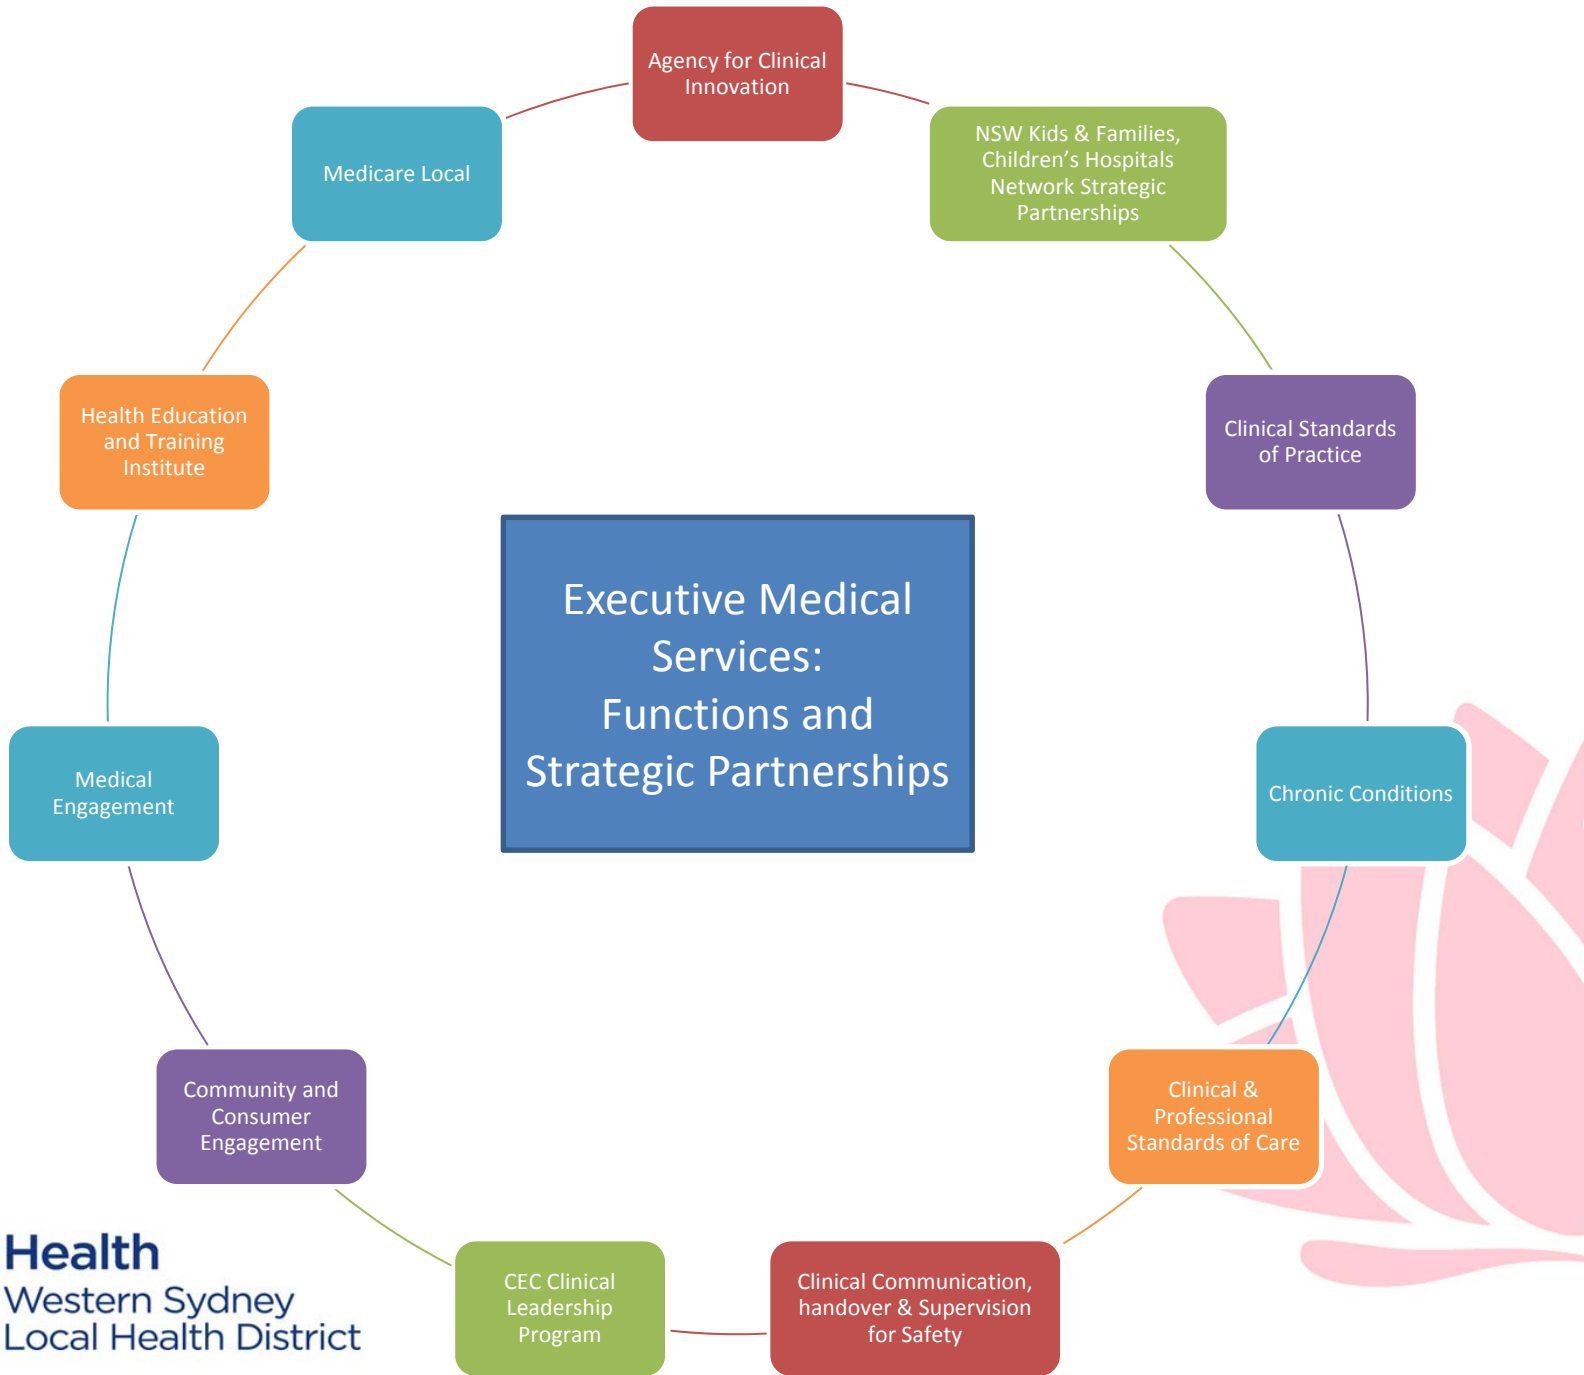 Agency for Clinical
Innovation
NSW Kids & Families,
Children’s Hospitals
Network Strategic
Partnerships
Clinical Standards
of Practice
Chronic Conditions
Clinical &
Professional
Standards of Care
Clinical Communication,
handover & Supervision
for Safety
CEC Clinical
Leadership
Program
Community and
Consumer
Engagement
Medical
Engagement
Health Education
and Training
Institute
Medicare Local
Executive Medical
Services:
Functions and
Strategic Partnerships
Health
Western Sydney
Local Health District